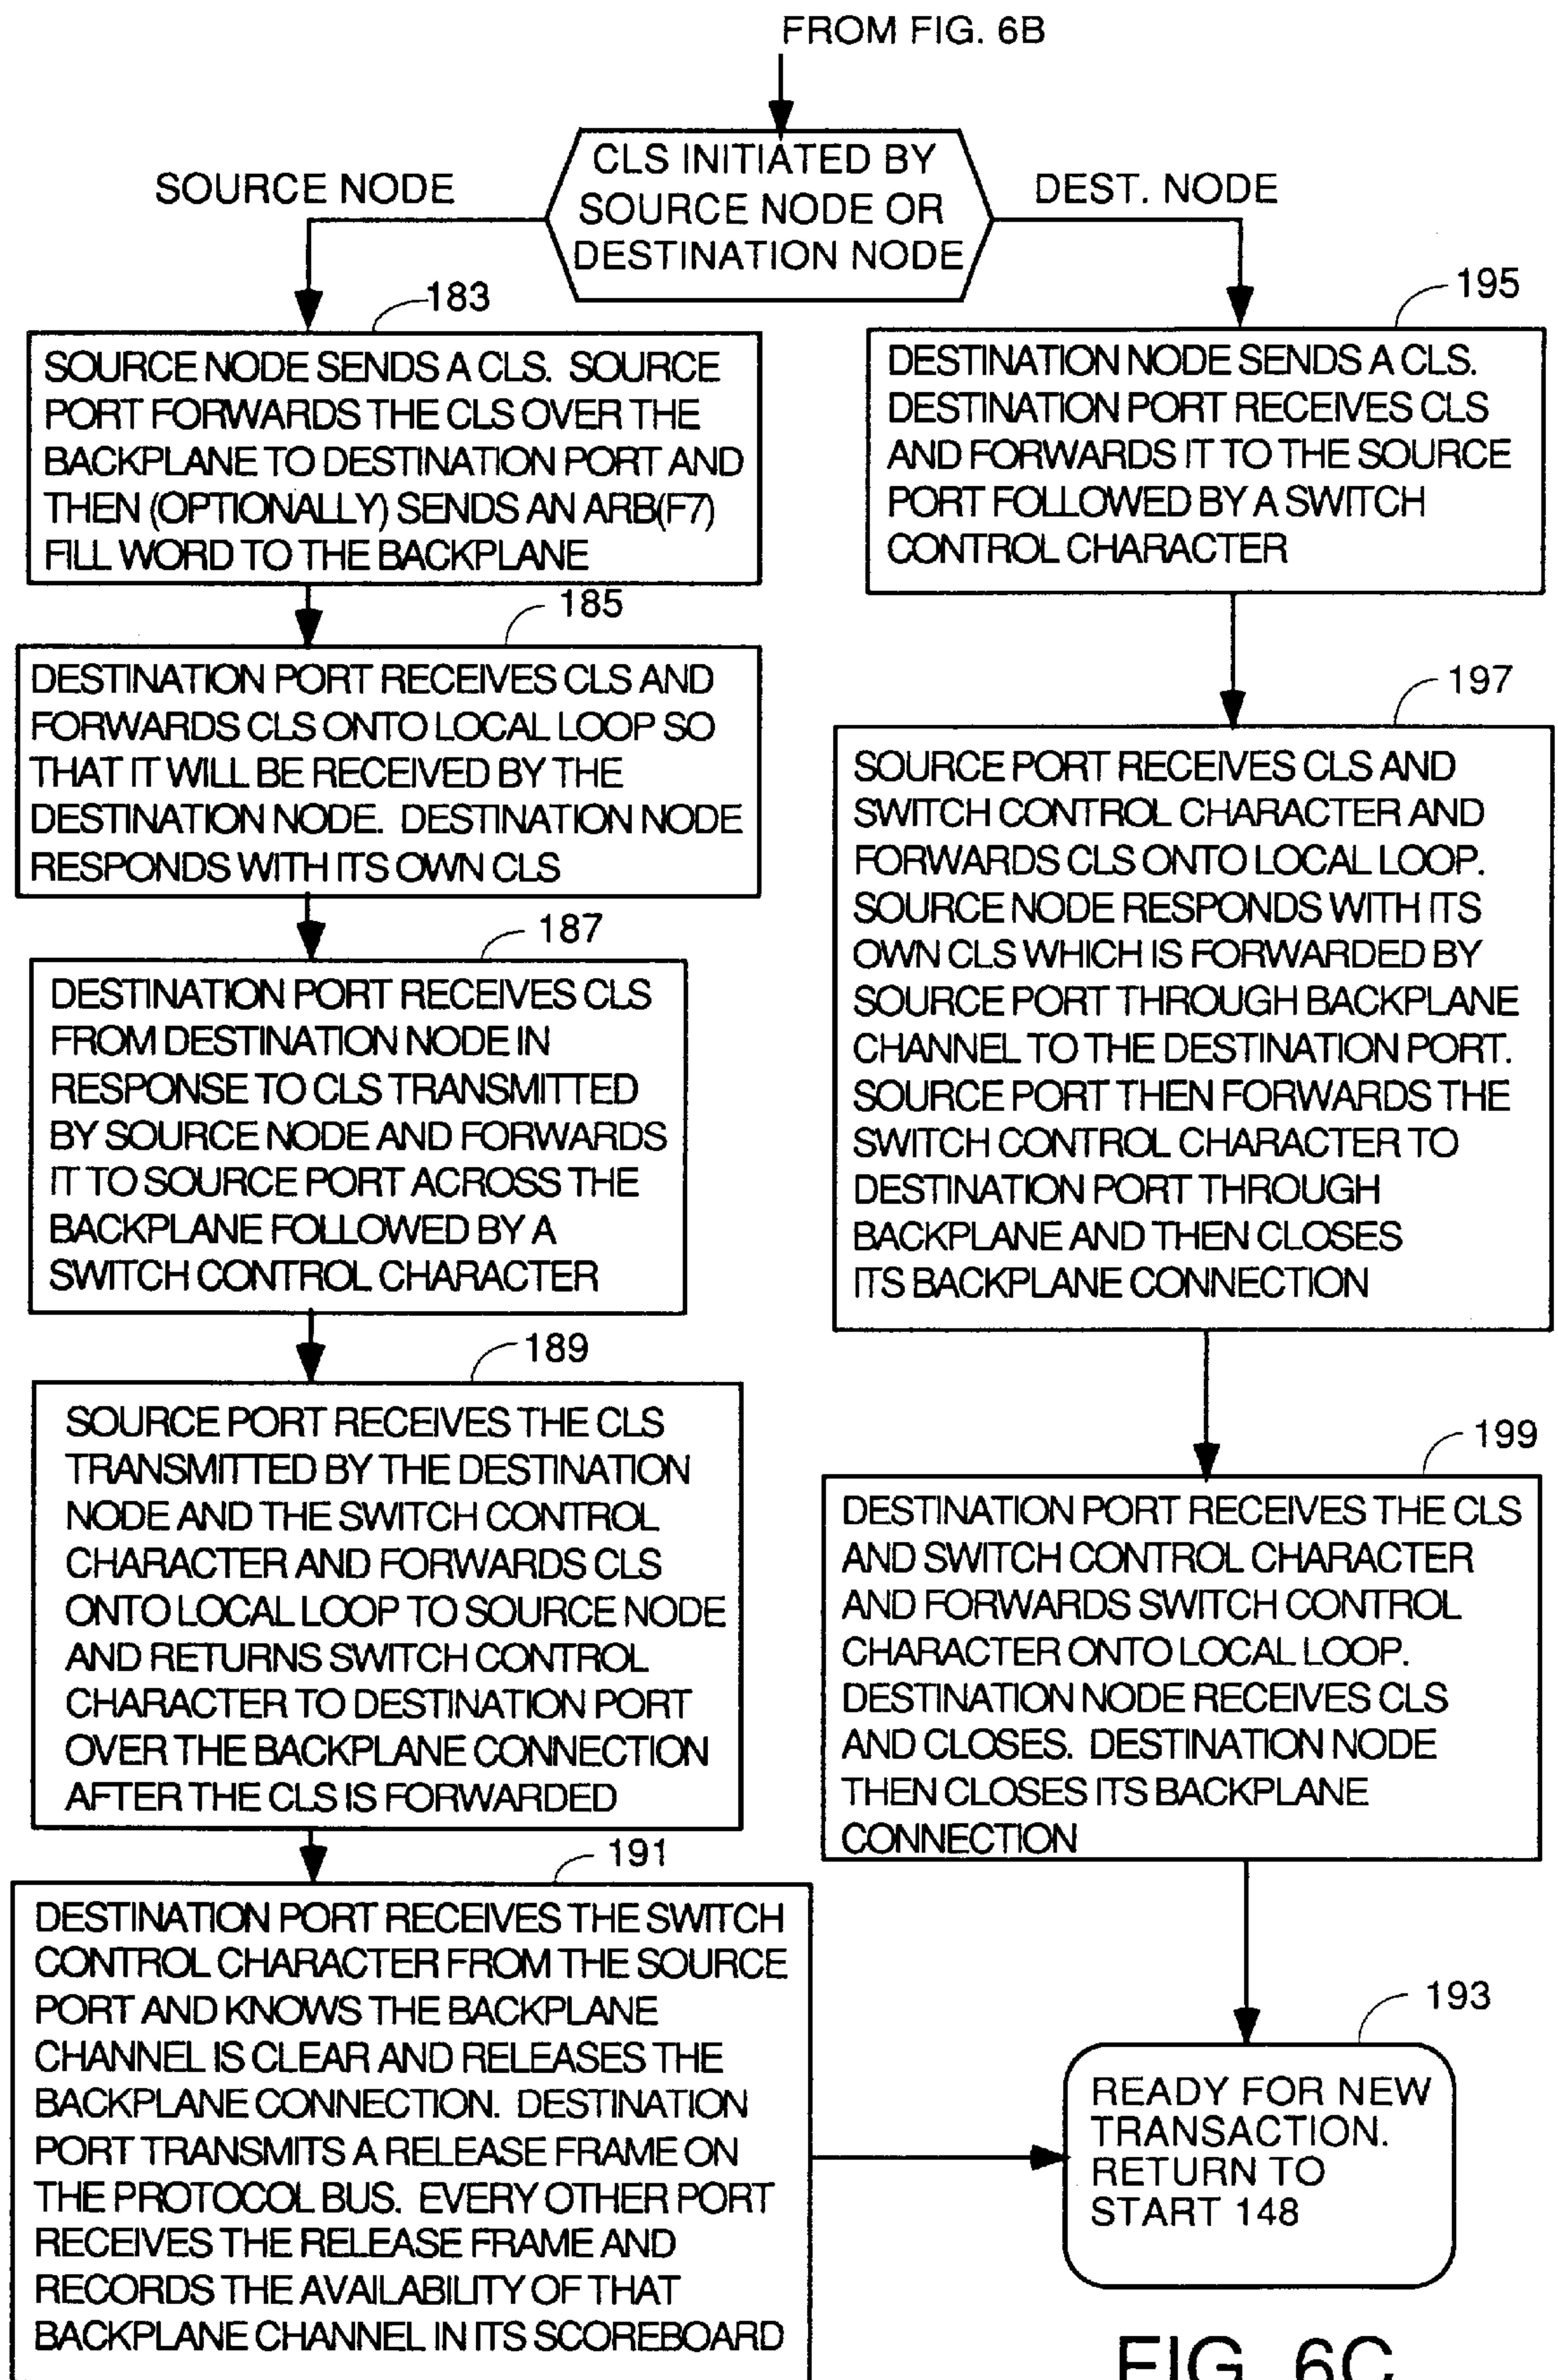 FROM FIG. 6B
CLS INITIATED BY
SOURCE NODE OR
DESTINATION NODE
SOURCE NODE
DEST. NODE
183
SOURCE NODE SENDS A CLS. SOURCE
PORT FORWARDS THE CLS OVER THE
BACKPLANE TO DESTINATION PORT AND
THEN (OPTIONALLY) SENDS AN ARB(F7)
FILL WORD TO THE BACKPLANE
185
DESTINATION PORT RECEIVES CLS AND
FORWARDS CLS ONTO LOCAL LOOP SO
THAT IT WILL BE RECEIVED BY THE
DESTINATION NODE. DESTINATION NODE
RESPONDS WITH ITS OWN CLS
187
DESTINATION PORT RECEIVES CLS
FROM DESTINATION NODE IN
RESPONSE TO CLS TRANSMITTED
BY SOURCE NODE AND FORWARDS
IT TO SOURCE PORT ACROSS THE
BACKPLANE FOLLOWED BY A
SWITCH CONTROL CHARACTER
189
SOURCE PORT RECEIVES THE CLS
TRANSMITTED BY THE DESTINATION
NODE AND THE SWITCH CONTROL
CHARACTER AND FORWARDS CLS
ONTO LOCAL LOOP TO SOURCE NODE
AND RETURNS SWITCH CONTROL
CHARACTER TO DESTINATION PORT
OVER THE BACKPLANE CONNECTION
AFTER THE CLS IS FORWARDED
191
DESTINATION PORT RECEIVES THE SWITCH
CONTROL CHARACTER FROM THE SOURCE
PORT AND KNOWS THE BACKPLANE
CHANNEL IS CLEAR AND RELEASES THE
BACKPLANE CONNECTION. DESTINATION
PORT TRANSMITS A RELEASE FRAME ON
THE PROTOCOL BUS. EVERY OTHER PORT
RECEIVES THE RELEASE FRAME AND
RECORDS THE AVAILABILITY OF THAT
BACKPLANE CHANNEL IN ITS SCOREBOARD
195
DESTINATION NODE SENDS A CLS.
DESTINATION PORT RECEIVES CLS
AND FORWARDS IT TO THE SOURCE
PORT FOLLOWED BY A SWITCH
CONTROL CHARACTER
197
SOURCE PORT RECEIVES CLS AND
SWITCH CONTROL CHARACTER AND
FORWARDS CLS ONTO LOCAL LOOP.
SOURCE NODE RESPONDS WITH ITS
OWN CLS WHICH IS FORWARDED BY
SOURCE PORT THROUGH BACKPLANE
CHANNEL TO THE DESTINATION PORT.
SOURCE PORT THEN FORWARDS THE
SWITCH CONTROL CHARACTER TO
DESTINATION PORT THROUGH
BACKPLANE AND THEN CLOSES
ITS BACKPLANE CONNECTION
199
DESTINATION PORT RECEIVES THE CLS
AND SWITCH CONTROL CHARACTER
AND FORWARDS SWITCH CONTROL
CHARACTER ONTO LOCAL LOOP.
DESTINATION NODE RECEIVES CLS
AND CLOSES. DESTINATION NODE
THEN CLOSES ITS BACKPLANE
CONNECTION
193
READY FOR NEW
TRANSACTION.
RETURN TO
START 148
FIG. 6C